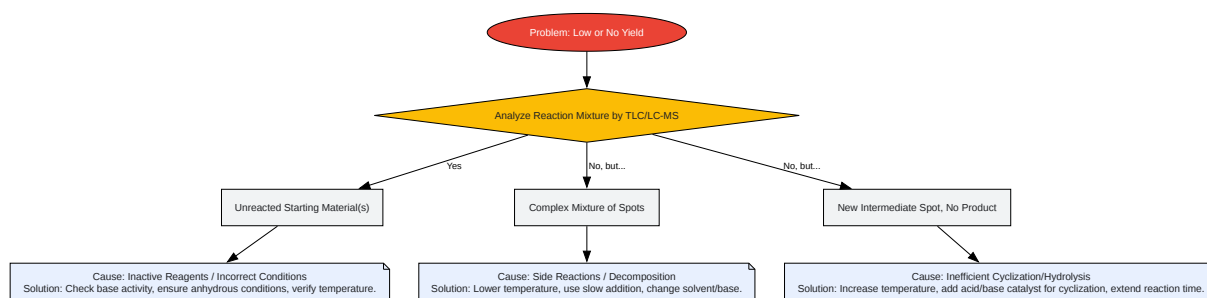 Problem: Low or No Yield
Analyze Reaction Mixture by TLC/LC-MS
Yes
No, but...
No, but...
Unreacted Starting Material(s)
Complex Mixture of Spots
New Intermediate Spot, No Product
Cause: Inactive Reagents / Incorrect Conditions
Solution: Check base activity, ensure anhydrous conditions, verify temperature.
Cause: Side Reactions / Decomposition
Solution: Lower temperature, use slow addition, change solvent/base.
Cause: Inefficient Cyclization/Hydrolysis
Solution: Increase temperature, add acid/base catalyst for cyclization, extend reaction time.